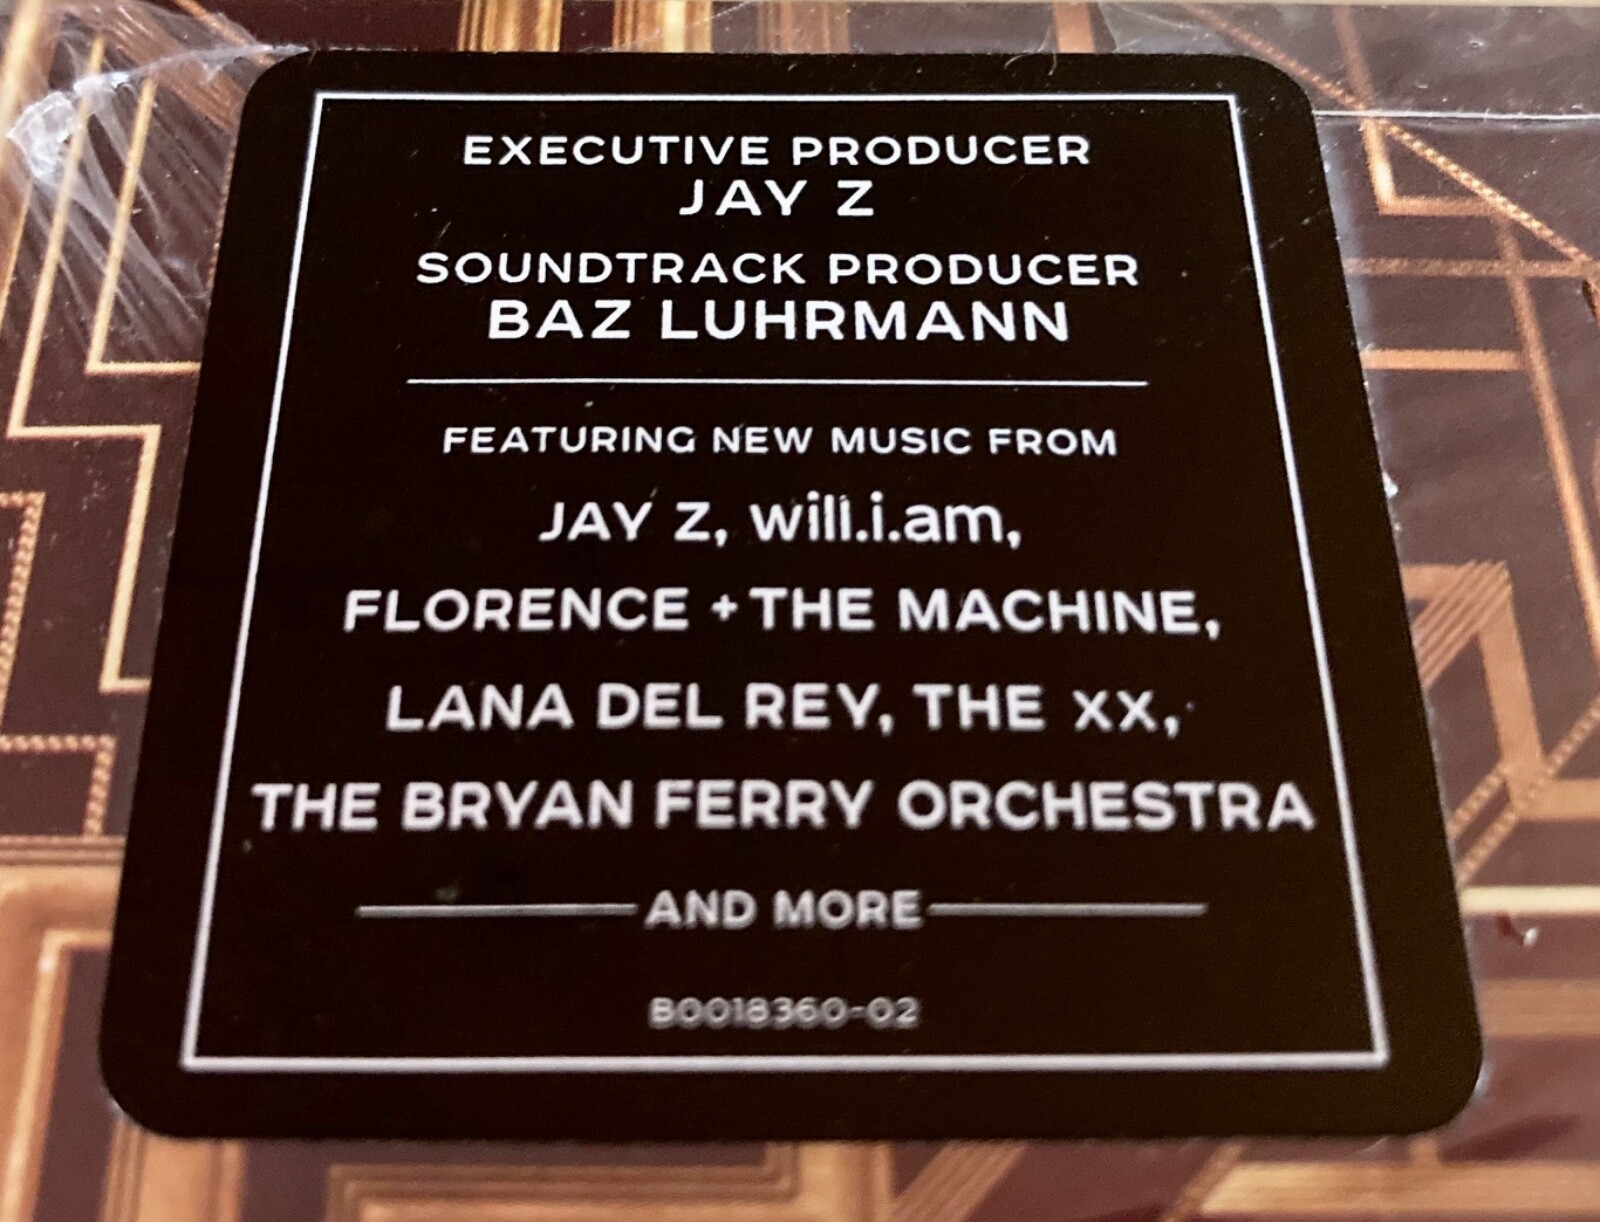 EXECUTIVE PRODUCER
JAY Z
SOUNDTRACK PRODUCER
BAZ LUHRMANN
FEATURING NEW MUSIC FROM
JAY Z, will.i.am,
FLORENCE + THE MACHINE,
LANA DEL REY, THE xx,
THE BRYAN FERRY ORCHESTRA
AND MORE
B0018360-02